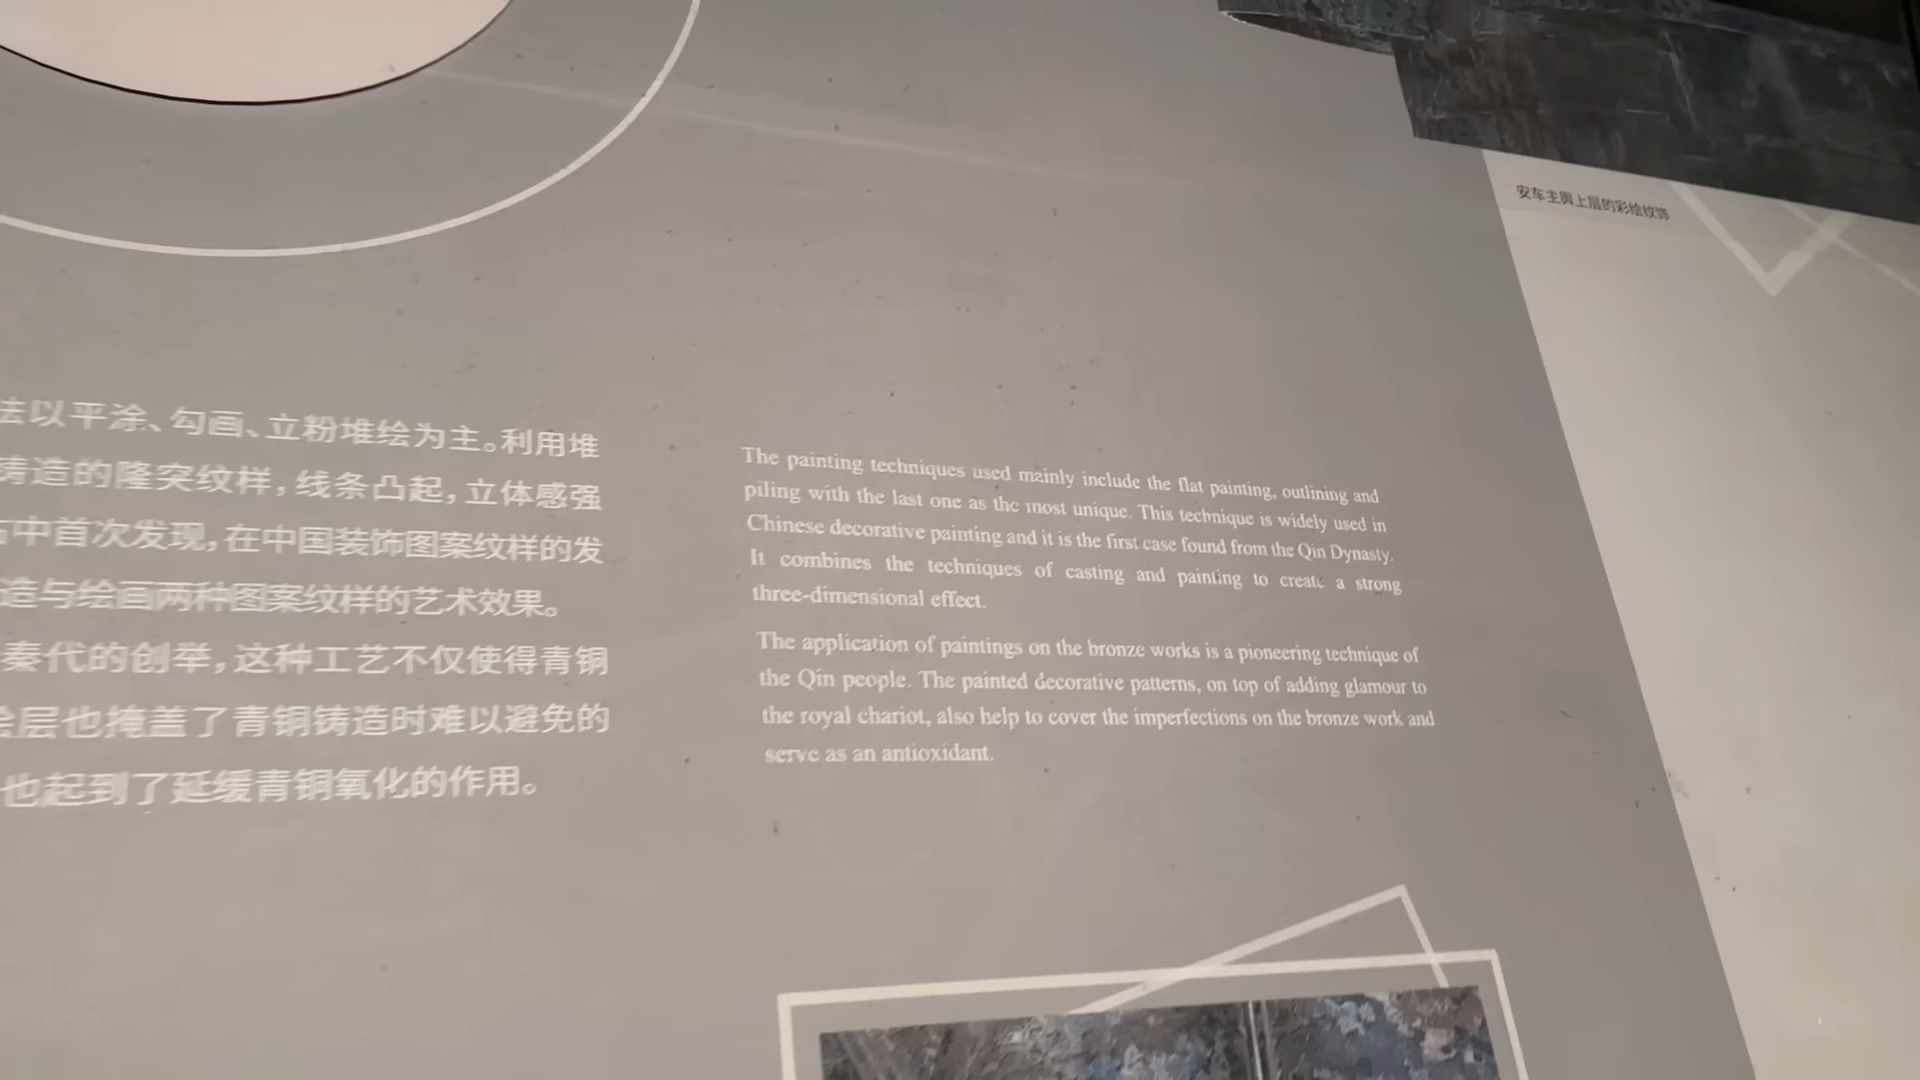 法以平涂、勾画、立粉堆绘为主。利用堆
铸造的隆突纹样,线条凸起,立体感强
中首次发现,在中国装饰图案纹样的发
造与绘画两种图案纹样的艺术效果。
秦代的创举,这种工艺不仅使得青铜
绘层也掩盖了青铜铸造时难以避免的
也起到了延缓青铜氧化的作用。
The painting techniques used mainly include the flat painting, outlining and
piling with the last one as the most unique. This technique is widely used in
Chinese decorative painting and it is the first case found from the Qin Dynasty.
It combines the techniques of casting and painting to create a strong
three-dimensional effect.
The application of paintings on the bronze works is a pioneering technique of
the Qin people. The painted decorative patterns, on top of adding glamour to
the royal chariot, also help to cover the imperfections on the bronze work and
serve as an antioxidant.
安车主舆上层的彩绘纹饰